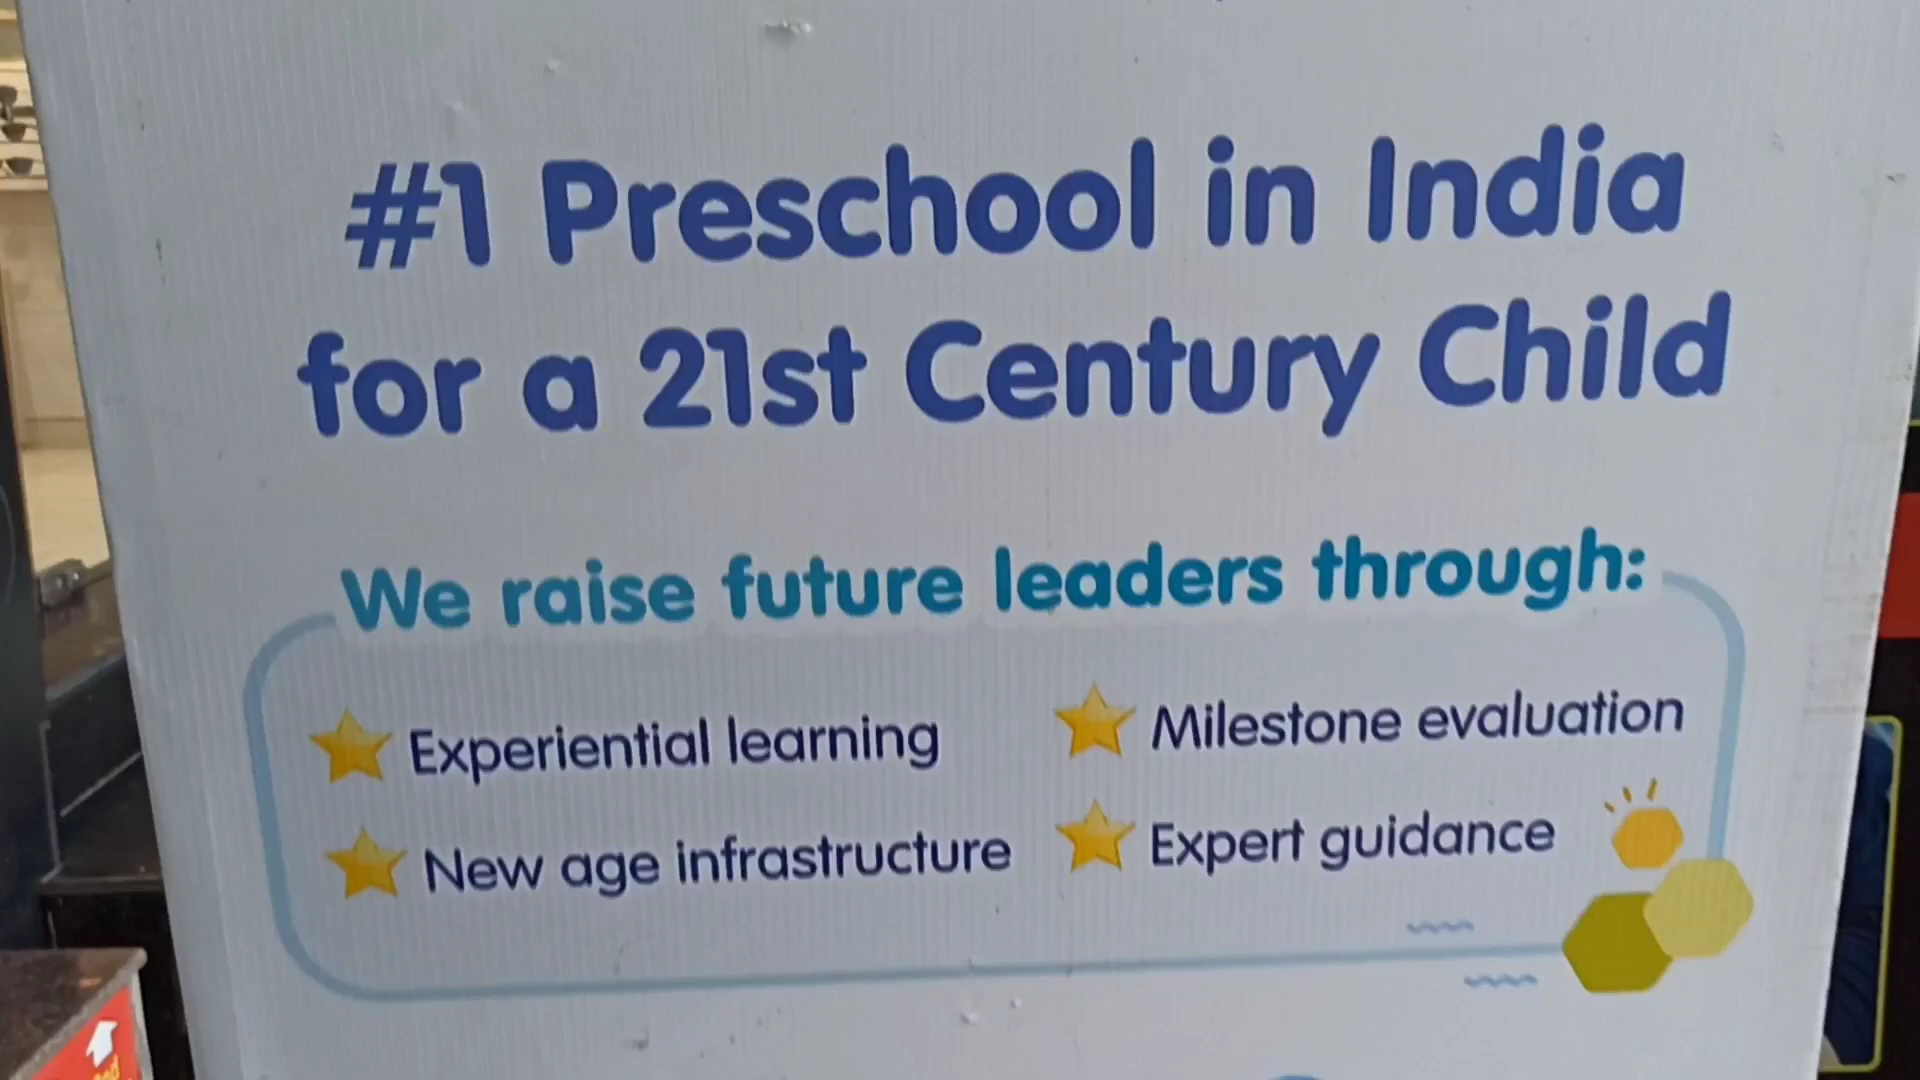 #1 Preschool in India
for a 21st Century Child
We raise future leaders through:
Experiential learning
Milestone evaluation
New age infrastructure
Expert guidance